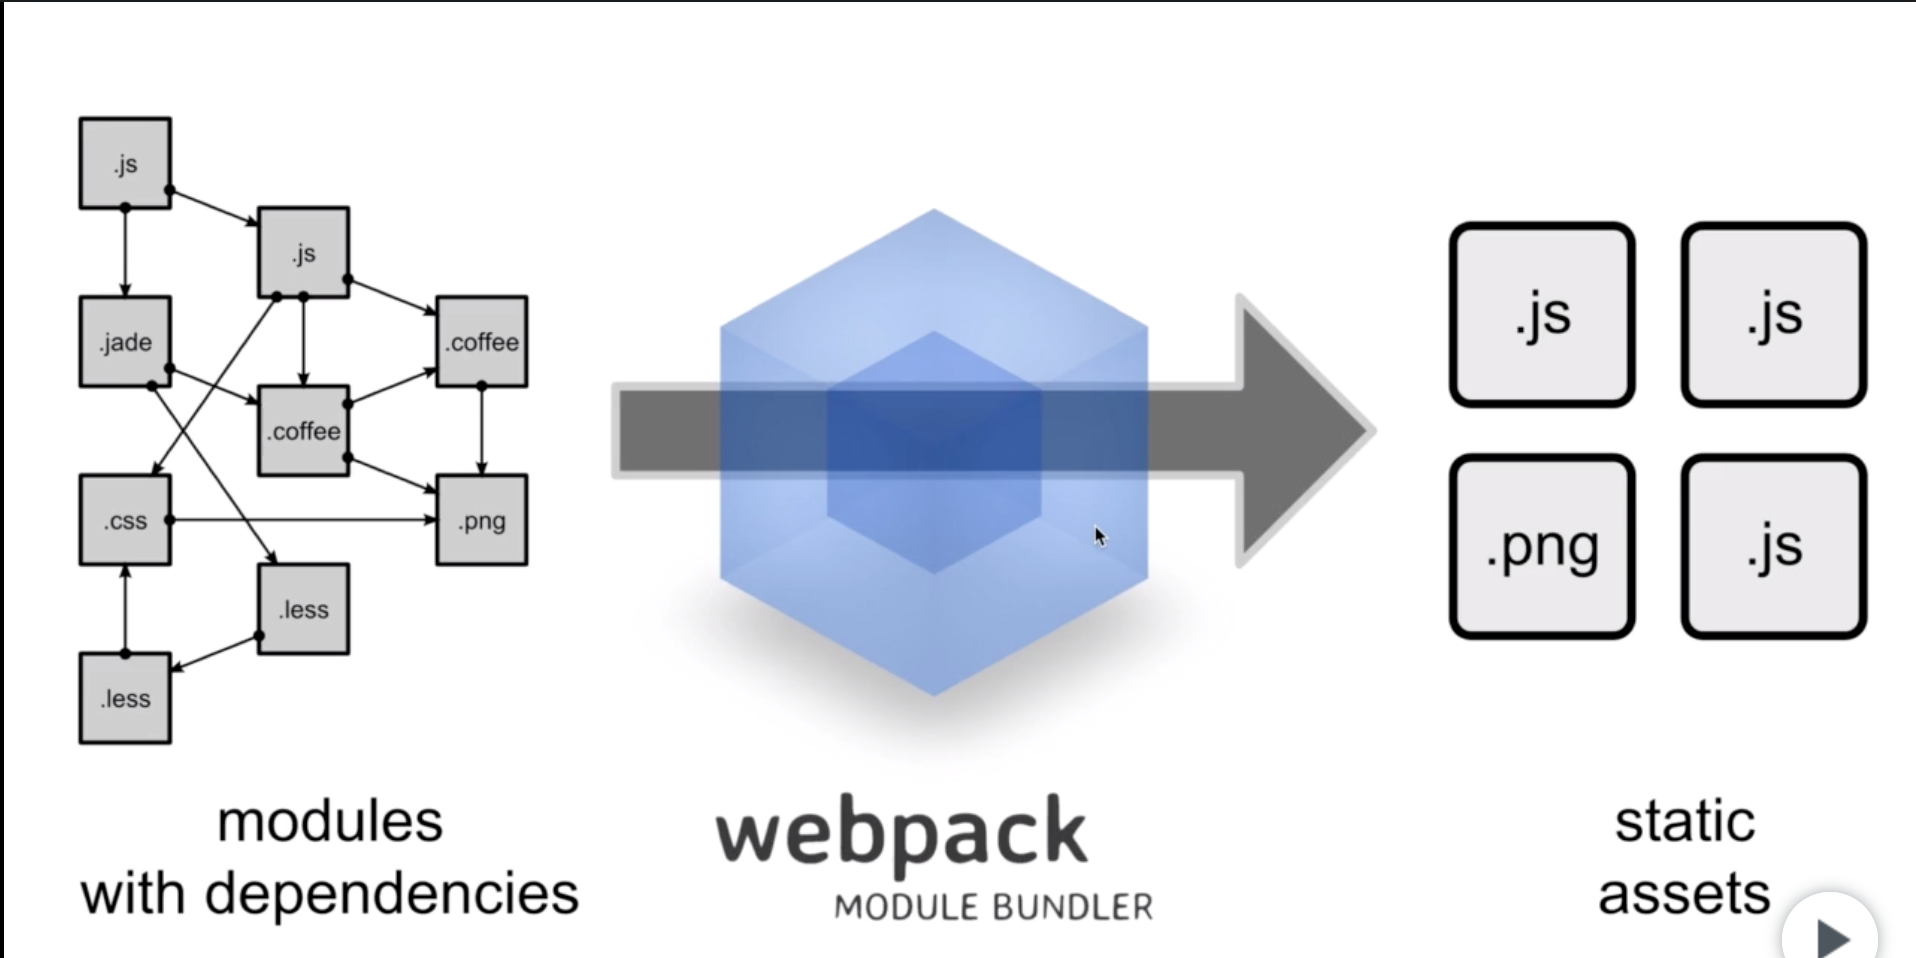 .js
.js
.jade
.coffee
.coffee
.css
.png
.less
.less
modules
with dependencies
webpack
MODULE BUNDLER
.js
.js
.png
.js
static
assets